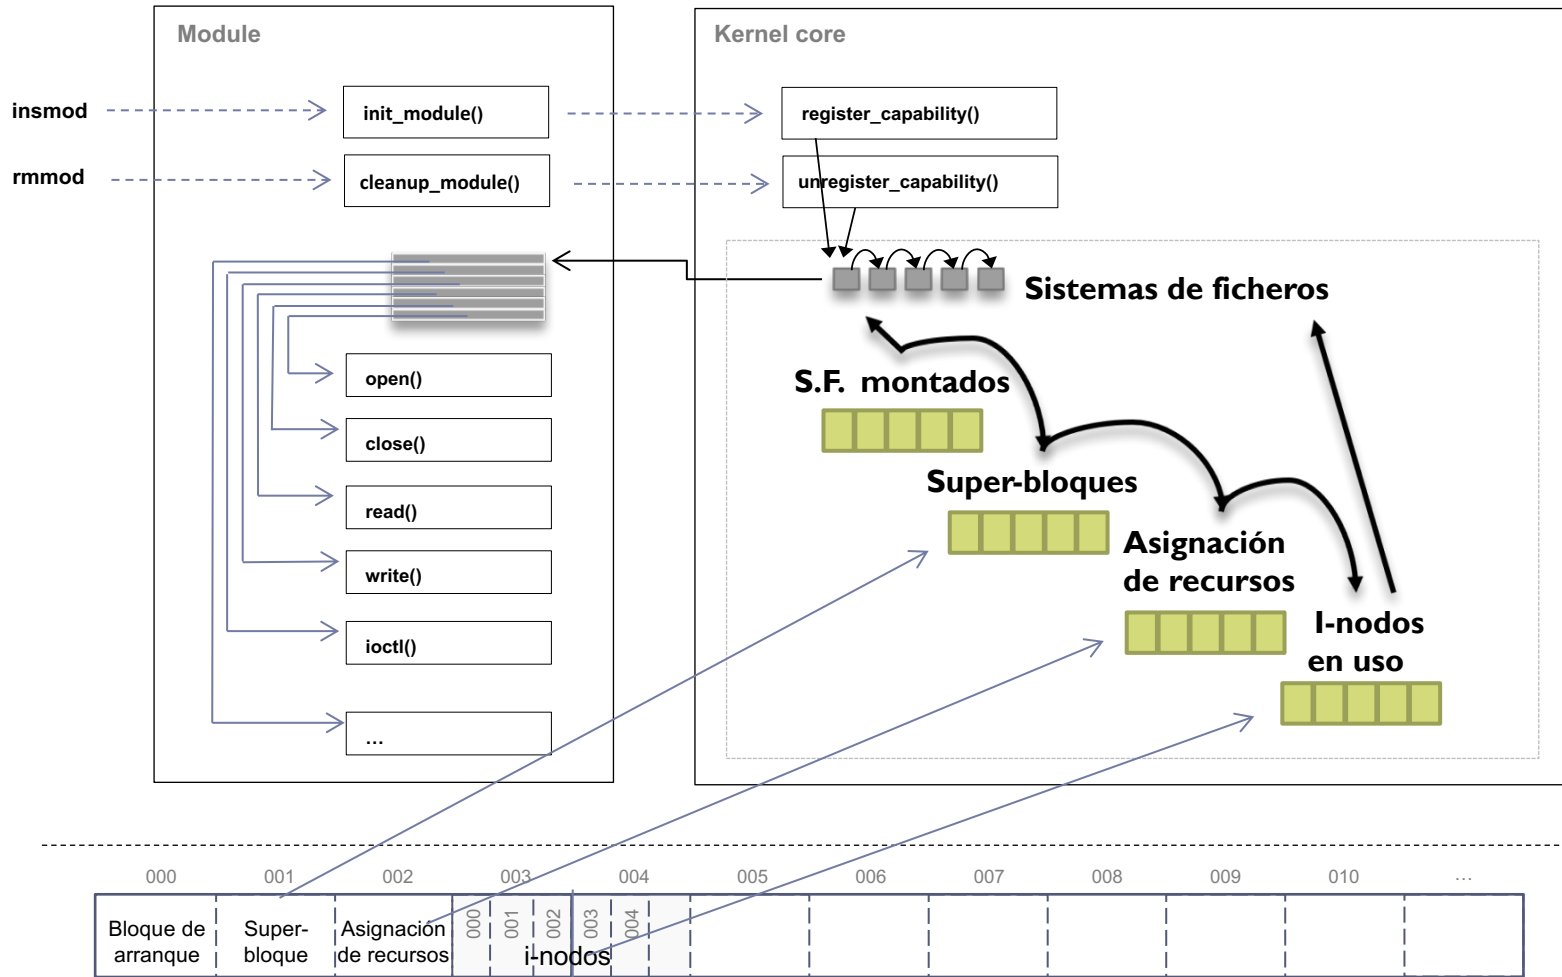 Module
Kernel core
insmod
init_module()
register_capability()
rmmod
cleanup_module()
unregister_capability()
Sistemas de ficheros
S.F. montados
open()
close()
Super-bloques
read()
Asignación
de recursos
write()
ioctl()
I-nodos
en uso
...
000 001 002 003 004 005 006 007 008 009 010 ...
Bloque de
arranque
Super-
bloque
Asignación
de recursos
000 001 002 003 004
i-nodos